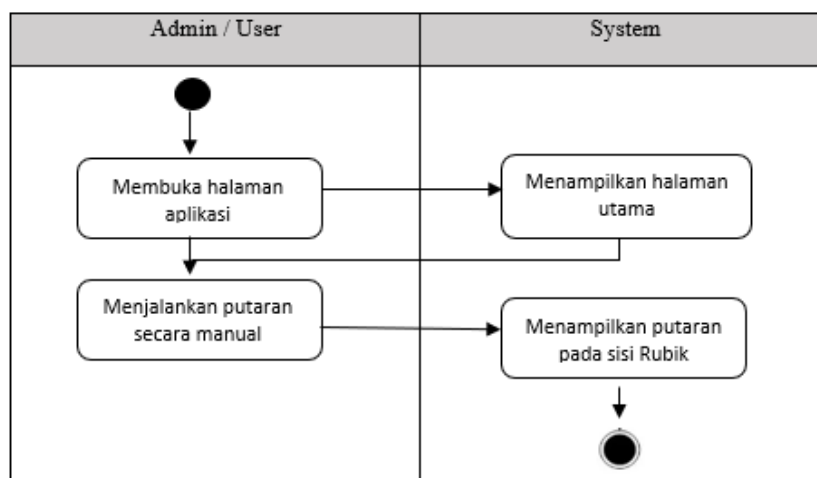 Admin / User
System
Membuka halaman
aplikasi
Menampilkan halaman
utama
Menjalankan putaran
secara manual
Menampilkan putaran
pada sisi Rubik